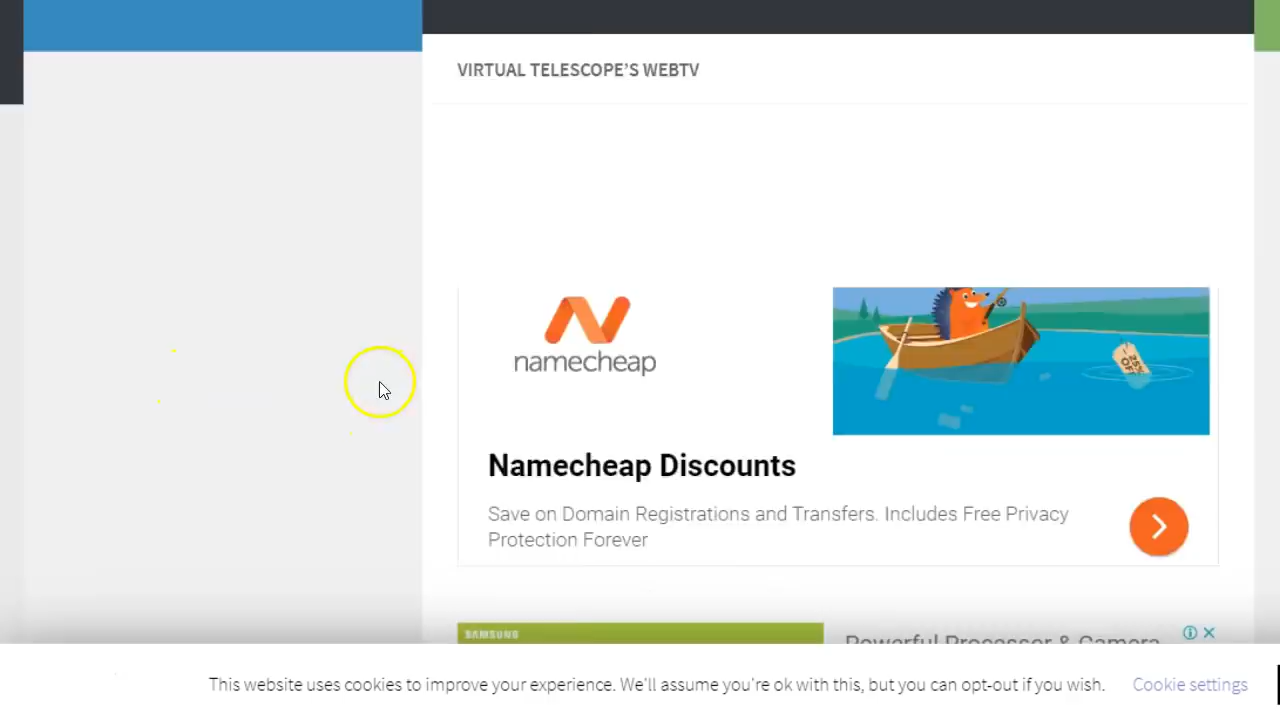 VIRTUAL TELESCOPE'S WEBTV
namecheap
Namecheap Discounts
Save on Domain Registrations and Transfers. Includes Free Privacy
Protection Forever
SAMSUNG
Powerful Processor & Camera
This website uses cookies to improve your experience. We'll assume you're ok with this, but you can opt-out if you wish.
Cookie settings